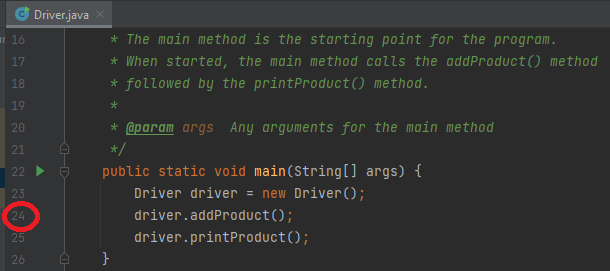 Driver.java
16 * The main method is the starting point for the program.
17 * When started, the main method calls the addProduct() method
18 * followed by the printProduct() method.
19 *
20 * @param args Any arguments for the main method
21 */
22 public static void main(String[] args) {
23 Driver driver = new Driver();
24 driver.addProduct();
25 driver.printProduct();
26 }